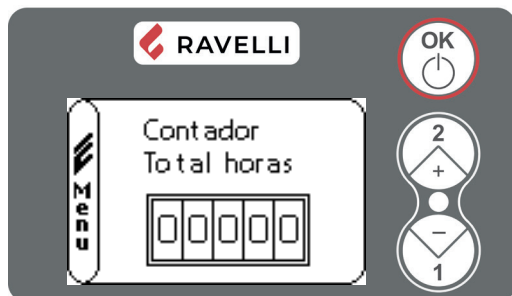 RAVELLI
OK
Contador
Total horas
00000
Menu
2
+
−
1